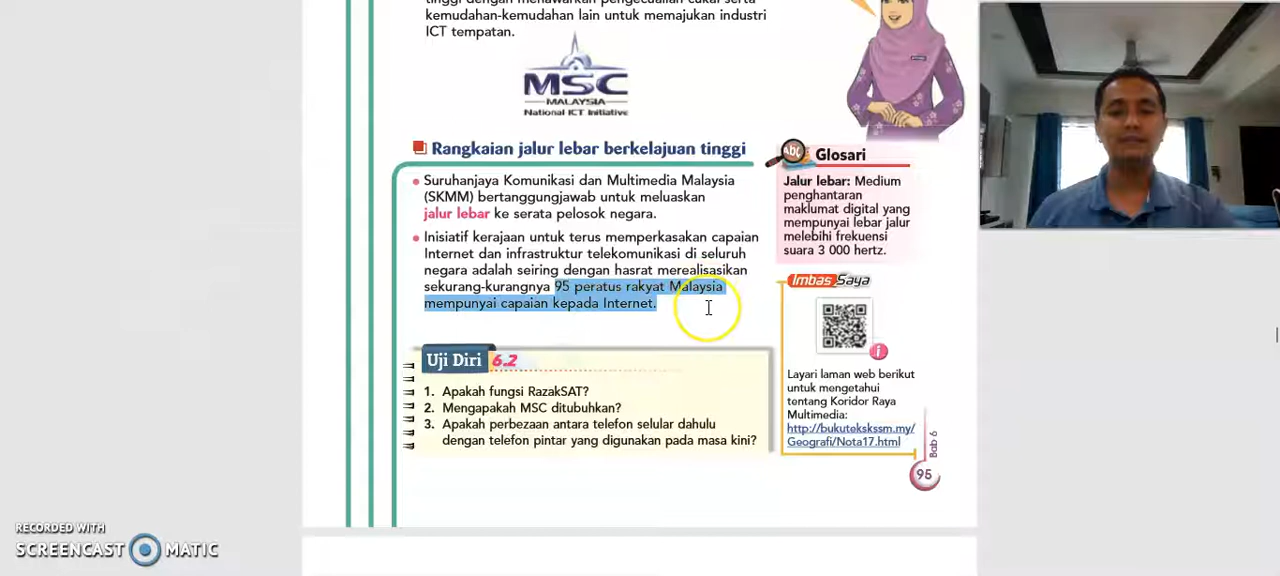 tinggi dengan menawarkan pengecualian cukai serta
kemudahan-kemudahan lain untuk memajukan industri
ICT tempatan.
MSC
MALAYSIA
National ICT Initiative
Rangkaian jalur lebar berkelajuan tinggi
Suruhanjaya Komunikasi dan Multimedia Malaysia
(SKMM) bertanggungjawab untuk meluaskan
jalur lebar ke serata pelosok negara.
Inisiatif kerajaan untuk terus memperkasakan capaian
Internet dan infrastruktur telekomunikasi di seluruh
negara adalah seiring dengan hasrat merealisasikan
sekurang-kurangnya 95 peratus rakyat Malaysia
mempunyai capaian kepada Internet.
Uji Diri 6.2
1. Apakah fungsi RazakSAT?
2. Mengapakah MSC ditubuhkan?
3. Apakah perbezaan antara telefon selular dahulu
dengan telefon pintar yang digunakan pada masa kini?
Abc
Glosari
Jalur lebar: Medium
penghantaran
maklumat digital yang
mempunyai lebar jalur
melebihi frekuensi
suara 3 000 hertz.
Imbas Saya
i
Layari laman web berikut
untuk mengetahui
tentang Koridor Raya
Multimedia:
http://bukutekskssm.my/
Geografi/Nota17.html
Bab 6
95
RECORDED WITH
SCREENCAST MATIC